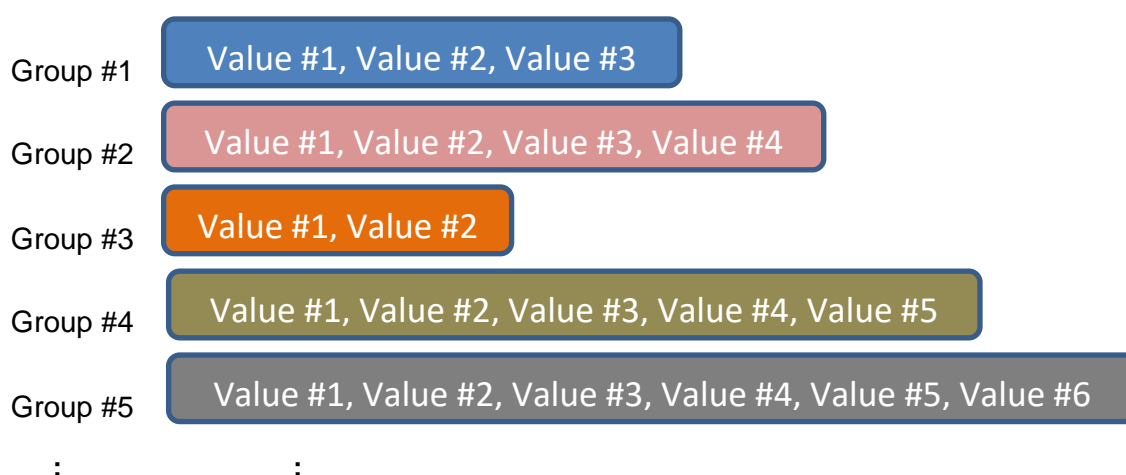 Group #1 Value #1, Value #2, Value #3
Group #2 Value #1, Value #2, Value #3, Value #4
Group #3 Value #1, Value #2
Group #4 Value #1, Value #2, Value #3, Value #4, Value #5
Group #5 Value #1, Value #2, Value #3, Value #4, Value #5, Value #6
⋮ ⋮